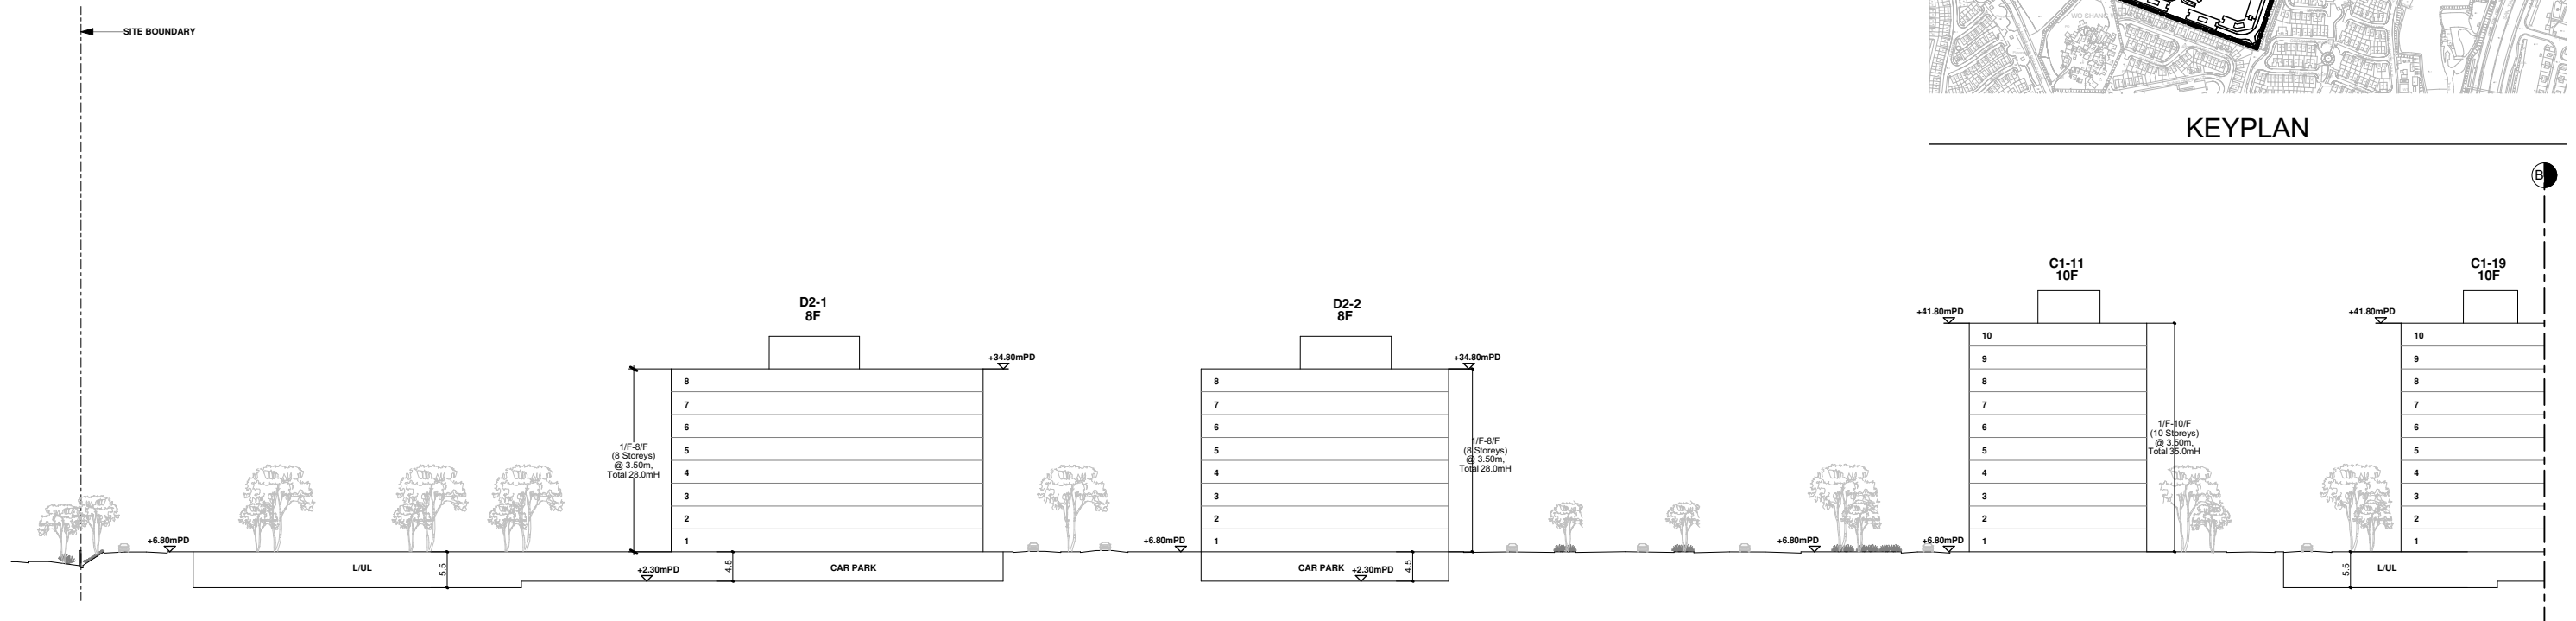 WO SHANG
KEYPLAN
SITE BOUNDARY
B
D2-1
8F
D2-2
8F
C1-11
10F
C1-19
10F
+34.80mPD
+34.80mPD
+41.80mPD
+41.80mPD
8
7
6
5
4
3
2
1
1/F-8/F
(8 Storeys)
@ 3.50m,
Total 28.0mH
8
7
6
5
4
3
2
1
1/F-8/F
(8 Storeys)
@ 3.50m,
Total 28.0mH
10
9
8
7
6
5
4
3
2
1
1/F-10/F
(10 Storeys)
@ 3.50m,
Total 35.0mH
10
9
8
7
6
5
4
3
2
1
+6.80mPD
+6.80mPD
+6.80mPD
+6.80mPD
L/UL
5.5
+2.30mPD
4.5
CAR PARK
CAR PARK
+2.30mPD
4.5
5.5
L/UL